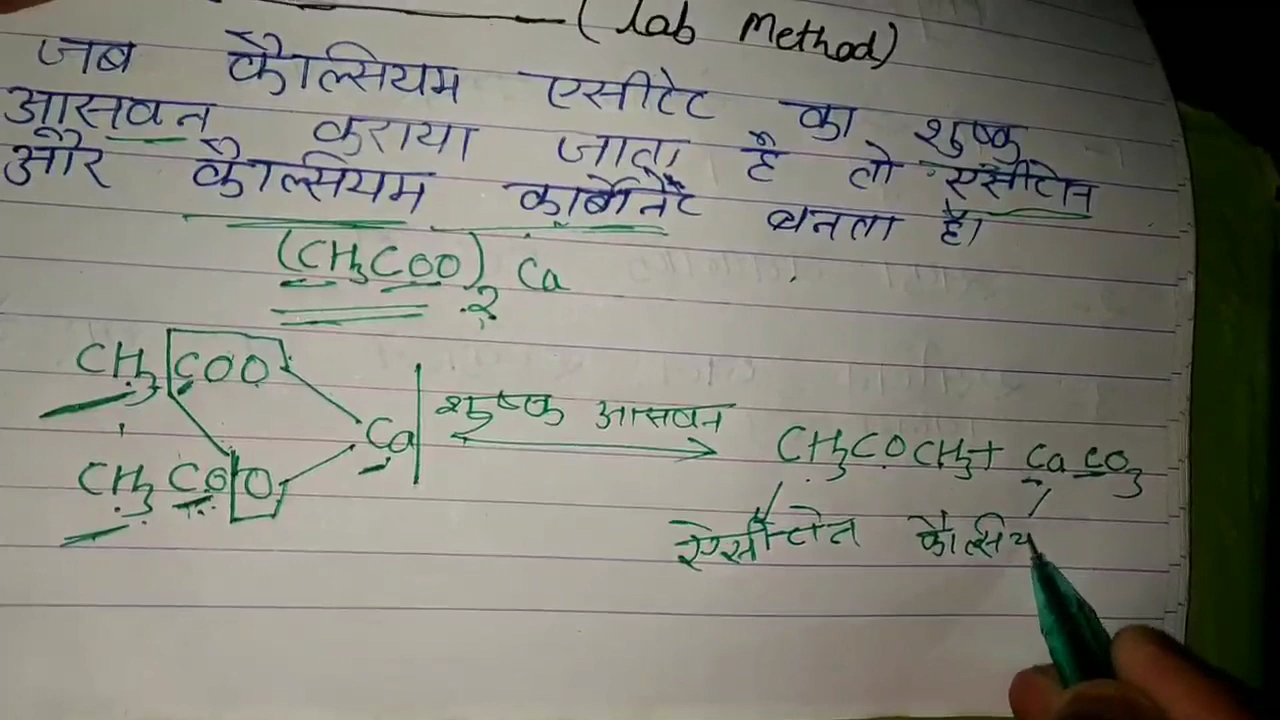 (Lab Method)
जब कैल्सियम एसीटेट का शुष्क
आसवन कराया जाता है तो एसीटोन
और कैल्सियम कार्बोनेट बनता है।
(CH3COO)2 Ca
CH3COO
Ca शुष्क आसवन
CH3COCH3 + CaCO3
CH3COO
ऐसीटोन कैल्सिय